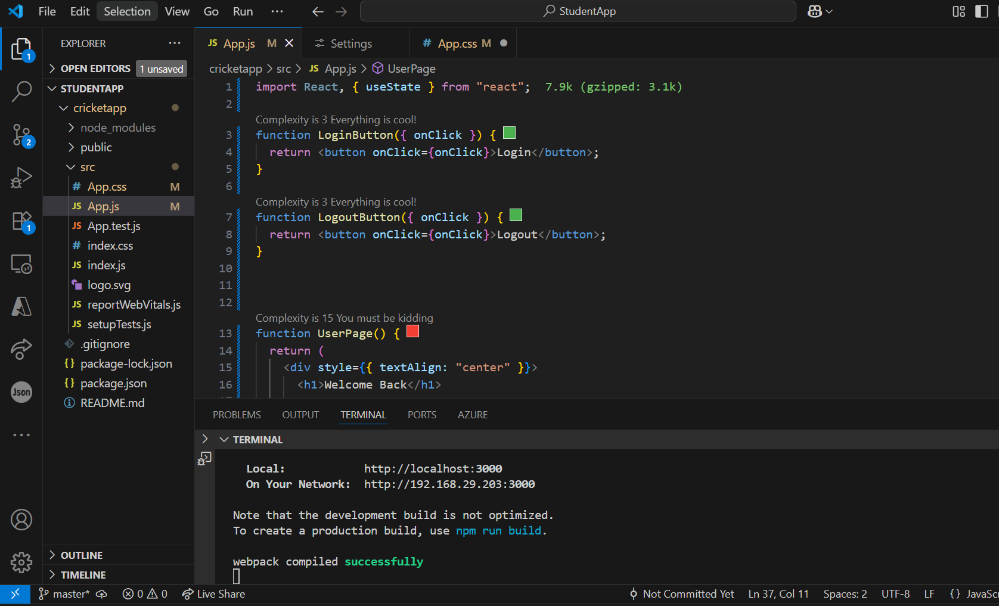 File Edit Selection View Go Run ··· StudentApp
EXPLORER ···
OPEN EDITORS 1 unsaved
STUDENTAPP
cricketapp
node_modules
public
src
# App.css M
JS App.js M
JS App.test.js
# index.css
JS index.js
logo.svg
JS reportWebVitals.js
JS setupTests.js
.gitignore
{} package-lock.json
{} package.json
README.md
OUTLINE
TIMELINE
1
2
1
Json
JS App.js M Settings # App.css M
cricketapp > src > JS App.js > UserPage
1 import React, { useState } from "react"; 7.9k (gzipped: 3.1k)
2
Complexity is 3 Everything is cool!
3 function LoginButton({ onClick }) {
4 return <button onClick={onClick}>Login</button>;
5 }
6
Complexity is 3 Everything is cool!
7 function LogoutButton({ onClick }) {
8 return <button onClick={onClick}>Logout</button>;
9 }
10
11
12
Complexity is 15 You must be kidding
13 function UserPage() {
14 return (
15 <div style={{ textAlign: "center" }}>
16 <h1>Welcome Back</h1>
PROBLEMS OUTPUT TERMINAL PORTS AZURE
TERMINAL
Local: http://localhost:3000
On Your Network: http://192.168.29.203:3000
Note that the development build is not optimized.
To create a production build, use npm run build.
webpack compiled successfully
master* 0 0 Live Share Not Committed Yet Ln 37, Col 11 Spaces: 2 UTF-8 LF {}